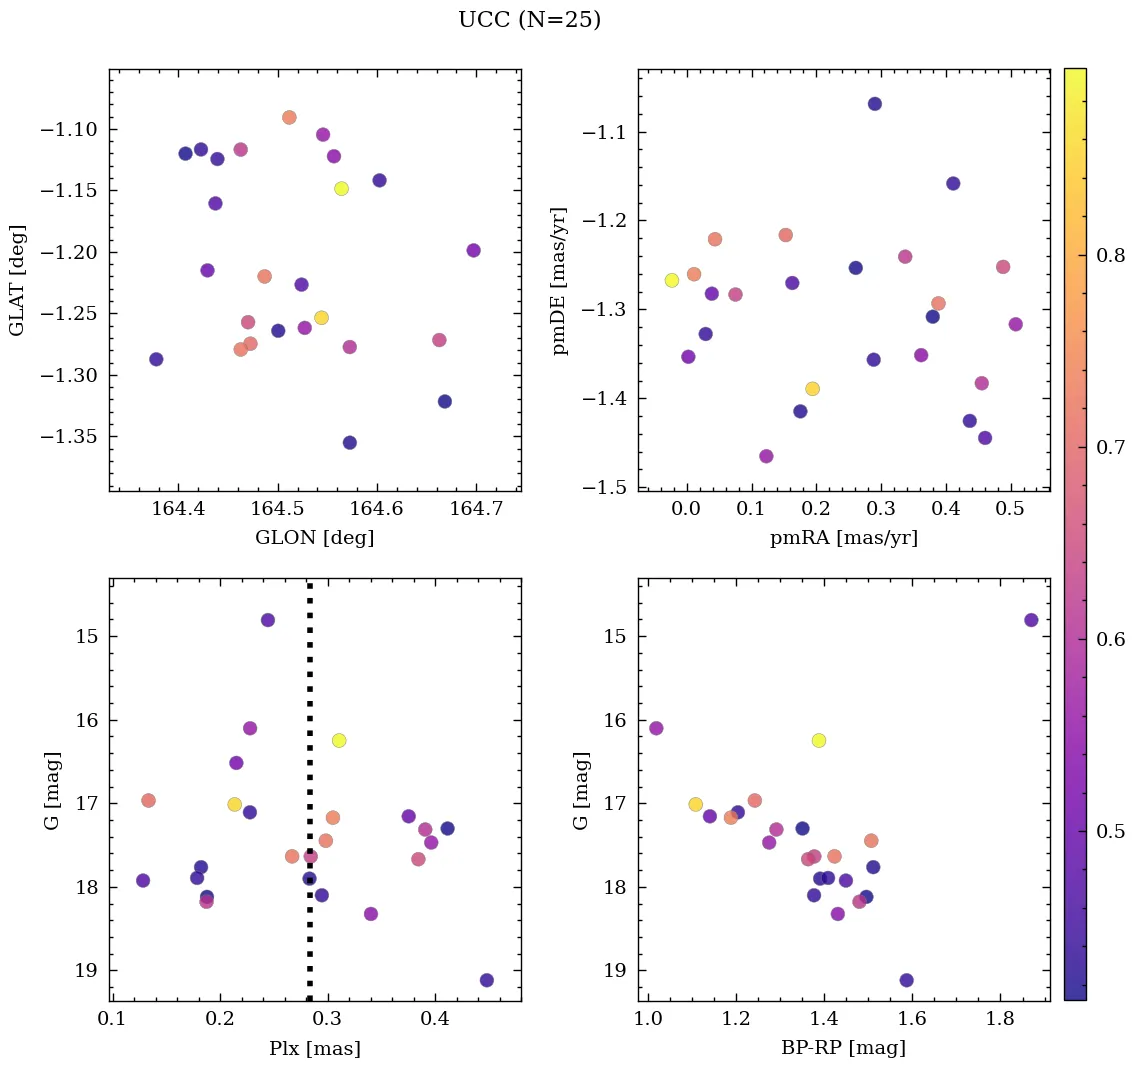 UCC (N=25)
−1.10
−1.15
−1.20
−1.25
−1.30
−1.35
GLAT [deg]
164.4 164.5 164.6 164.7
GLON [deg]
−1.1
−1.2
−1.3
−1.4
−1.5
pmDE [mas/yr]
0.0 0.1 0.2 0.3 0.4 0.5
pmRA [mas/yr]
15
16
17
18
19
G [mag]
0.1 0.2 0.3 0.4
Plx [mas]
15
16
17
18
19
G [mag]
1.0 1.2 1.4 1.6 1.8
BP-RP [mag]
0.8
0.7
0.6
0.5